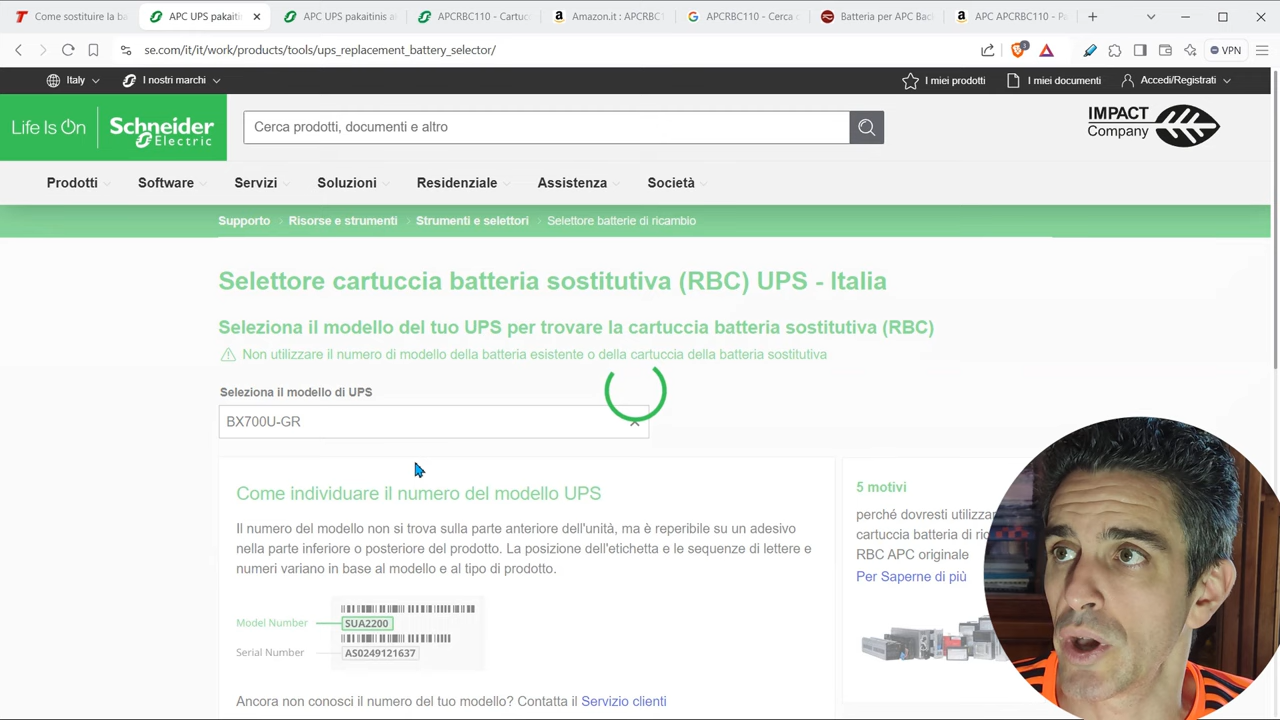 Come sostituire la ba
APC UPS pakaiti
APC UPS pakaitinis a
APCRBC110 - Cartuc
Amazon.it : APCRBC1
APCRBC110 - Cerca c
Batteria per APC Bac
APC APCRBC110 - Pa
se.com/it/it/work/products/tools/ups_replacement_battery_selector/
3
VPN
Italy
I nostri marchi
I miei prodotti
I miei documenti
Accedi/Registrati
Life Is On
Schneider
Electric
Cerca prodotti, documenti e altro
IMPACT
Company
Prodotti
Software
Servizi
Soluzioni
Residenziale
Assistenza
Società
Supporto
Risorse e strumenti
Strumenti e selettori
Selettore batterie di ricambio
Selettore cartuccia batteria sostitutiva (RBC) UPS - Italia
Seleziona il modello del tuo UPS per trovare la cartuccia batteria sostitutiva (RBC)
Non utilizzare il numero di modello della batteria esistente o della cartuccia della batteria sostitutiva
Seleziona il modello di UPS
BX700U-GR
Come individuare il numero del modello UPS
Il numero del modello non si trova sulla parte anteriore dell'unità, ma è reperibile su un adesivo
nella parte inferiore o posteriore del prodotto. La posizione dell'etichetta e le sequenze di lettere e
numeri variano in base al modello e al tipo di prodotto.
Model Number
SUA2200
Serial Number
AS0249121637
Ancora non conosci il numero del tuo modello? Contatta il Servizio clienti
5 motivi
perché dovresti utilizzar
cartuccia batteria di ric
RBC APC originale
Per Saperne di più